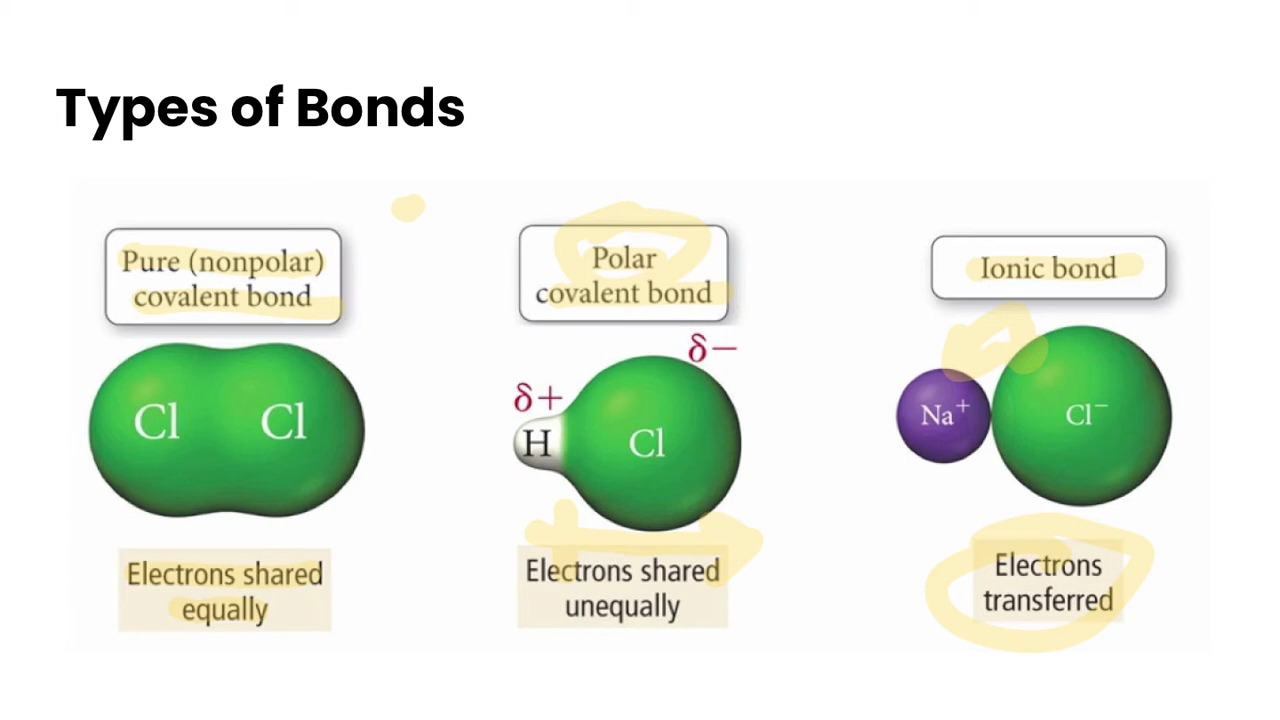 Types of Bonds
Pure (nonpolar)
covalent bond
Cl Cl
Electrons shared
equally
Polar
covalent bond
δ−
δ+
H Cl
Electrons shared
unequally
Ionic bond
Na⁺ Cl⁻
Electrons
transferred